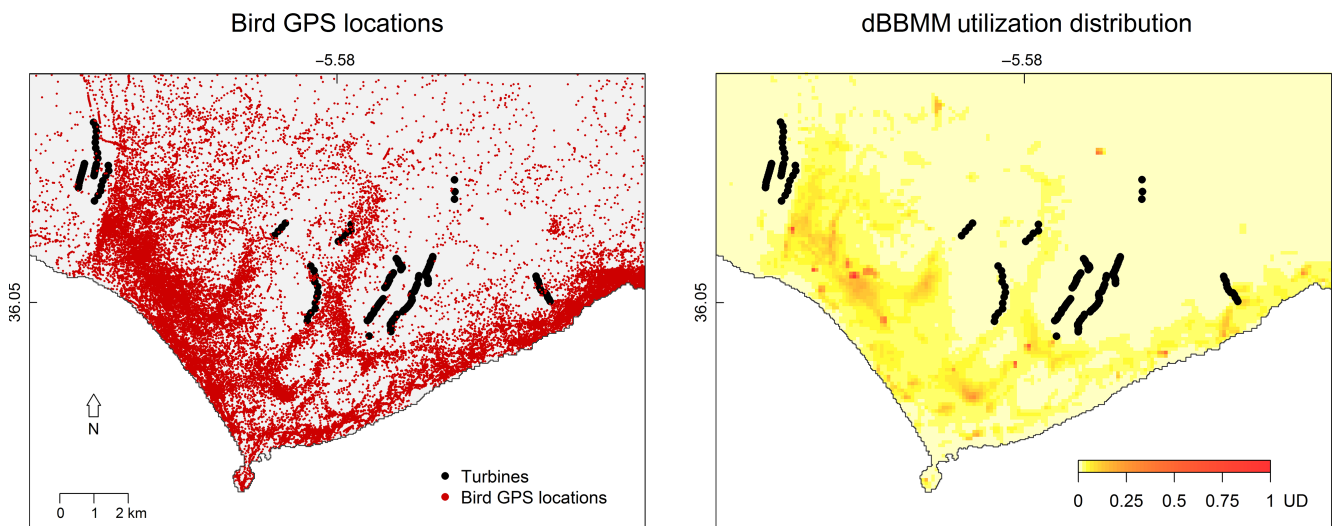 Bird GPS locations
−5.58
36.05
N
0 1 2 km
Turbines
Bird GPS locations
dBBMM utilization distribution
−5.58
36.05
0 0.25 0.5 0.75 1 UD